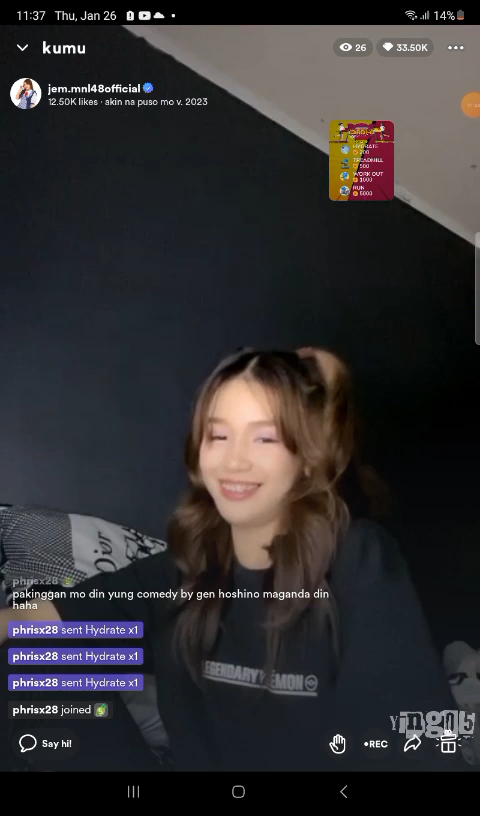 11:37 Thu, Jan 26
14%
kumu
26
33.50K
jem.mnl48official
12.50K likes · akin na puso mo v. 2023
HYDRATE
200
TREADMILL
500
WORK OUT
1000
RUN
5000
Dior
phrisx28
pakinggan mo din yung comedy by gen hoshino maganda din
haha
phrisx28 sent Hydrate x1
phrisx28 sent Hydrate x1
phrisx28 sent Hydrate x1
phrisx28 joined
Say hi!
•REC